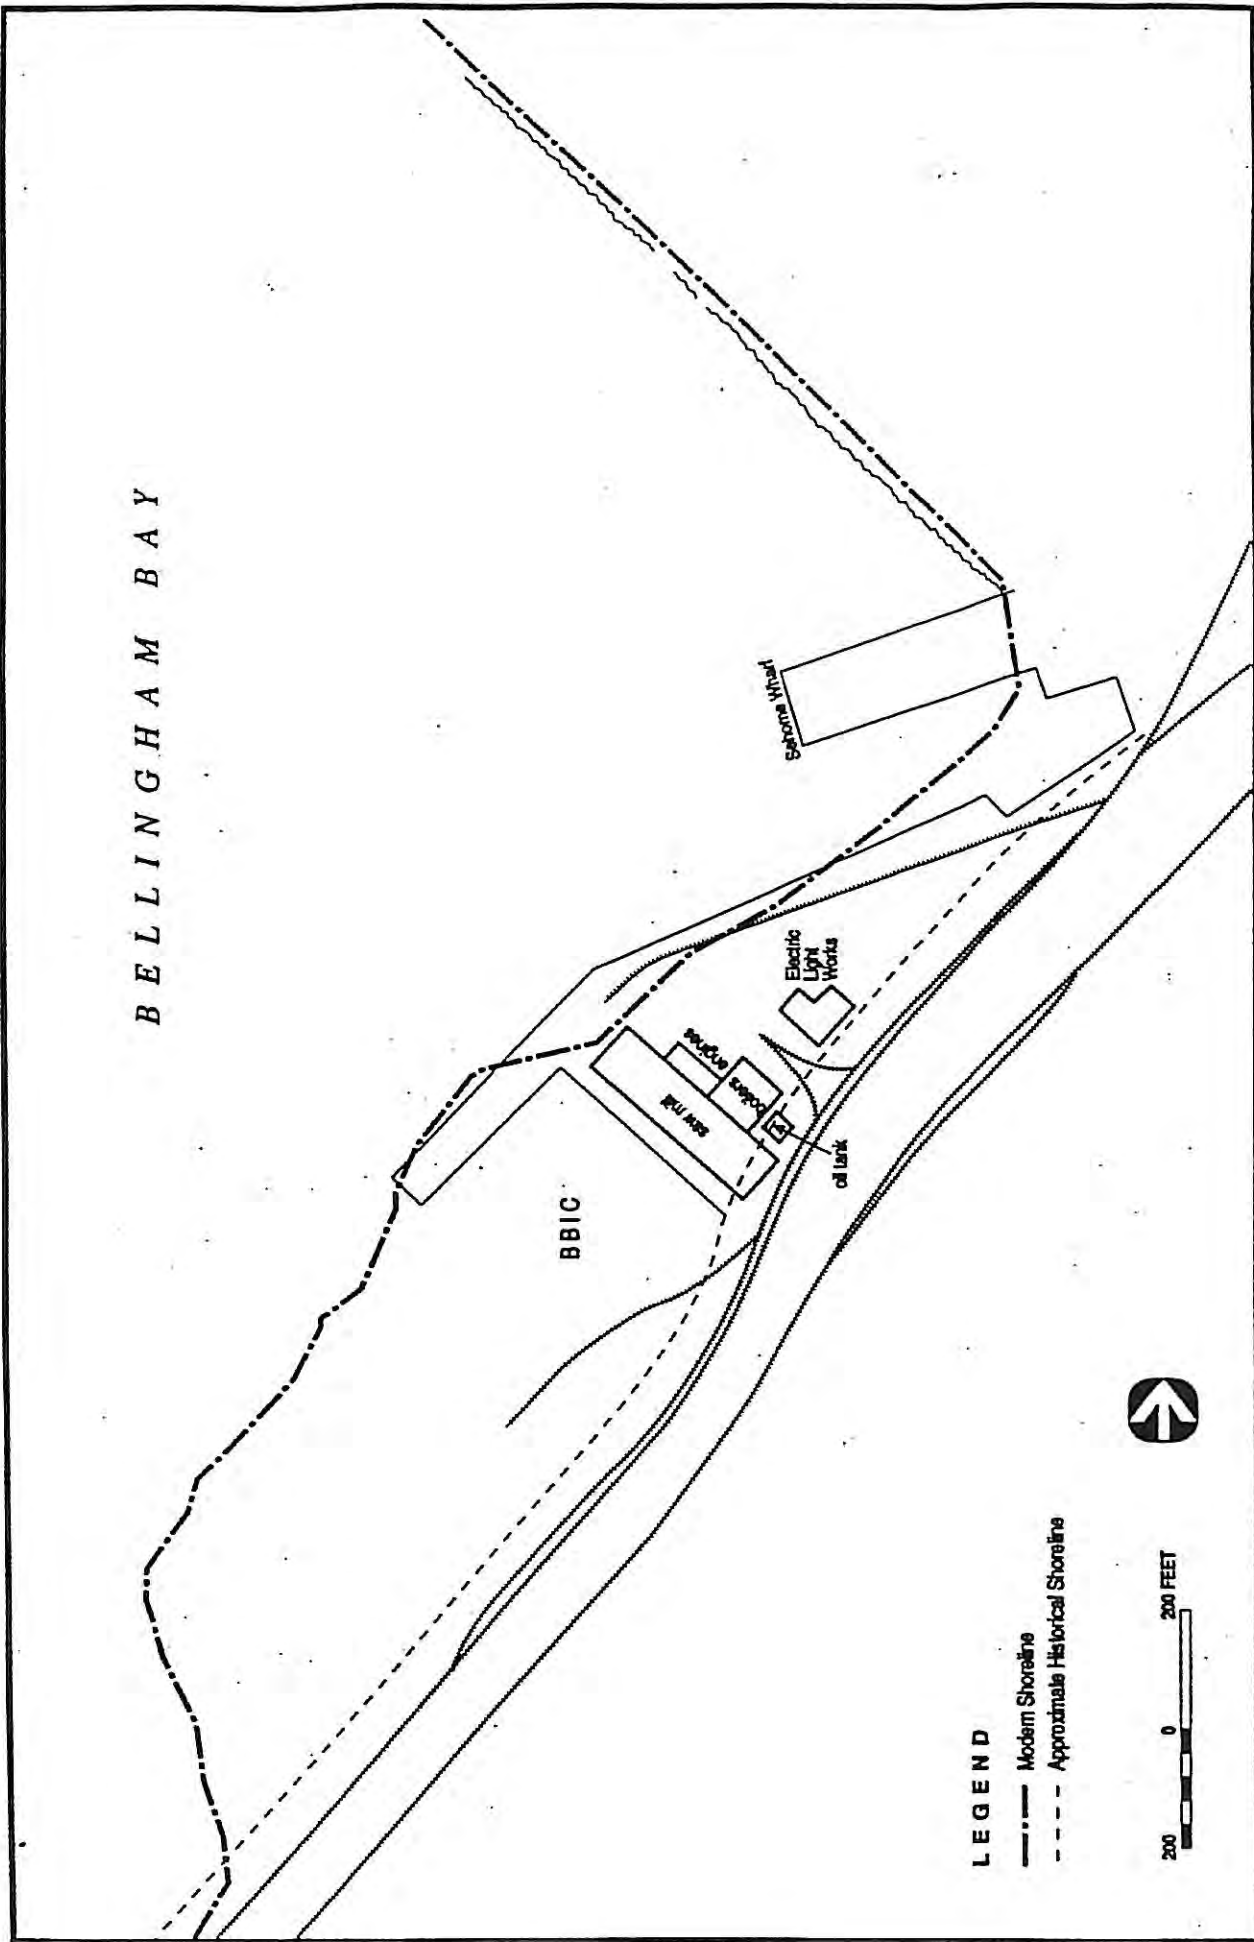 BELLINGHAM BAY
Sehome Wharf
Electric
Light
Works
engines
boilers
saw mill
oil tank
BBIC
LEGEND
Modern Shoreline
Approximate Historical Shoreline
200 0 200 FEET